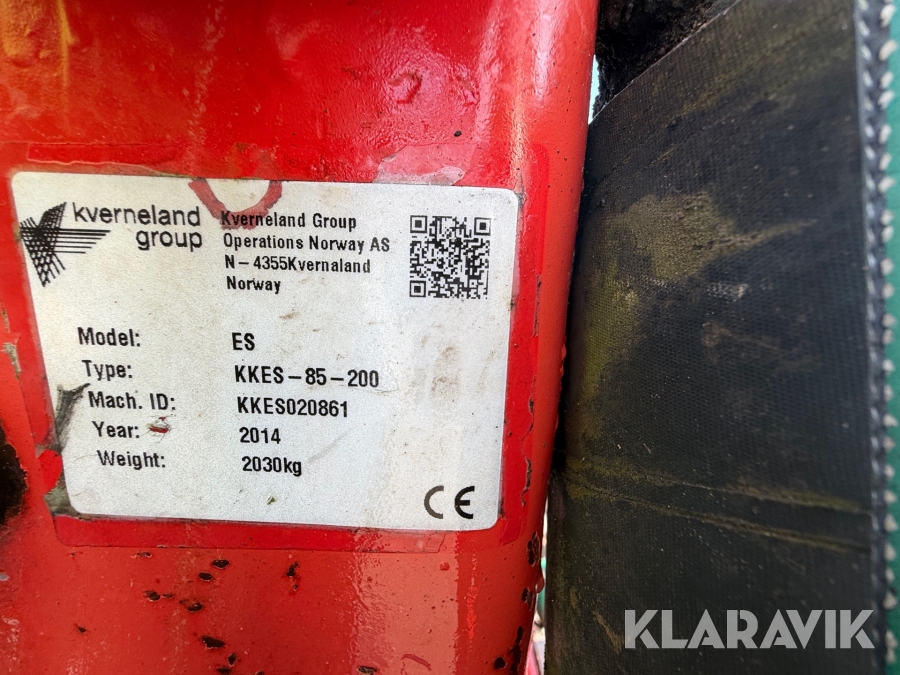 kverneland
group
Kverneland Group
Operations Norway AS
N-4355Kvernaland
Norway
Model: ES
Type: KKES-85-200
Mach. ID: KKES020861
Year: 2014
Weight: 2030kg
CE
KLARAVIK